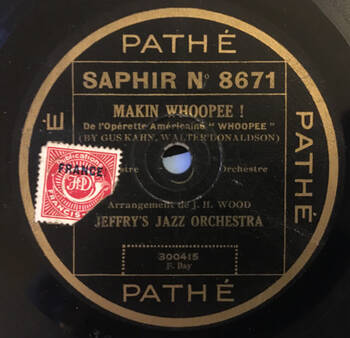 PATHÉ
SAPHIR No 8671
MAKIN WHOOPEE !
De l'Opérette Américaine " WHOOPEE "
(BY GUS KAHN, WALTER DONALDSON)
Orchestre
Arrangement de J. H. WOOD
JEFFRY'S JAZZ ORCHESTRA
300415
F. Bay
PATHÉ
PATHÉ
É
FRANCE